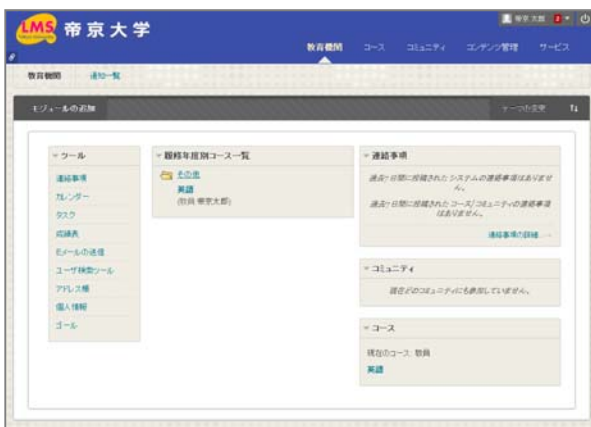 LMS 帝京大学
帝京 太郎 2
教育機関 コース コミュニティ コンテンツ管理 サービス
教育機関 通知一覧
モジュールの追加 テーマの変更
ツール
連絡事項
カレンダー
タスク
成績表
Eメールの送信
ユーザ検索ツール
アドレス帳
個人情報
ゴール
履修年度別コース一覧
その他
英語
(教員 帝京太郎)
連絡事項
過去7日間に投稿されたシステムの連絡事項はありませ
ん。
過去7日間に投稿されたコース/コミュニティの連絡事項
はありません。
連絡事項の詳細...
コミュニティ
現在どのコミュニティにも参加していません。
コース
現在のコース: 教員
英語